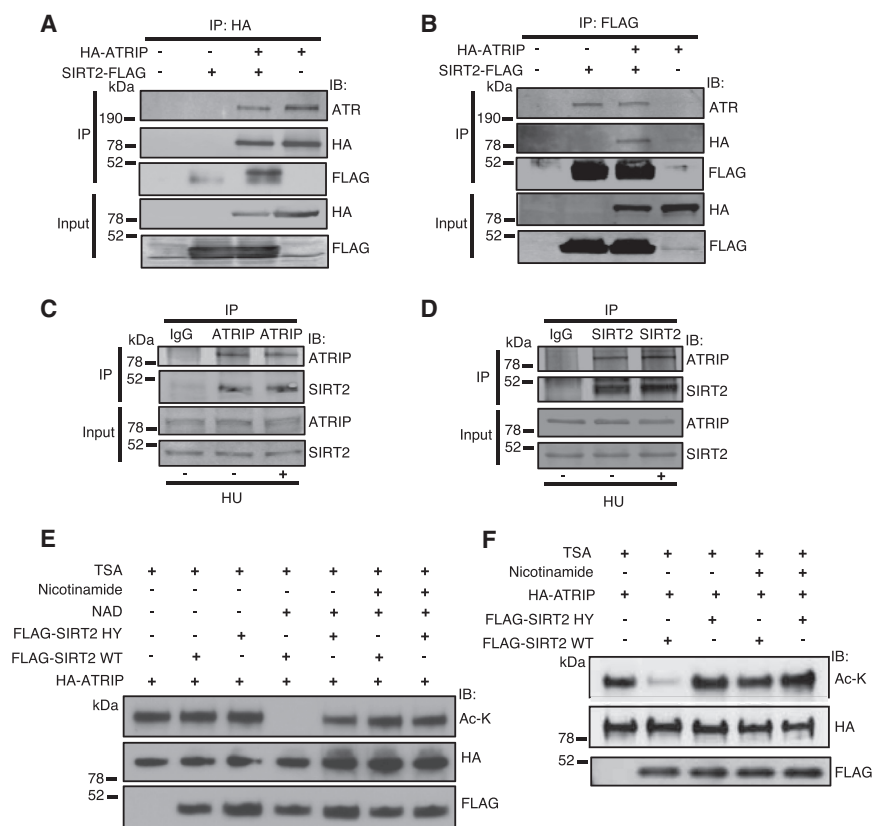 A
IP: HA
HA-ATRIP - - + +
SIRT2-FLAG - + + -
kDa IB:
IP
ATR
190
HA
78
52
FLAG
Input
HA
78
52
FLAG
B
IP: FLAG
HA-ATRIP - - + +
SIRT2-FLAG - + + -
kDa IB:
IP
ATR
190
HA
78
52
FLAG
Input
HA
78
52
FLAG
C
IP
kDa IgG ATRIP ATRIP IB:
IP
ATRIP
78
52
SIRT2
Input
ATRIP
78
52
SIRT2
- - +
HU
D
IP
kDa IgG SIRT2 SIRT2 IB:
IP
ATRIP
78
52
SIRT2
Input
ATRIP
78
52
SIRT2
- - +
HU
E
TSA + + + + + + +
Nicotinamide - - - - - + +
NAD - - - + + + +
FLAG-SIRT2 HY - - + - + - +
FLAG-SIRT2 WT - + - + - + -
HA-ATRIP + + + + + + +
kDa IB:
Ac-K
HA
78
52
FLAG
F
TSA + + + + +
Nicotinamide - - - + +
HA-ATRIP + + + + +
FLAG-SIRT2 HY - - + - +
FLAG-SIRT2 WT - + - + -
kDa IB:
Ac-K
HA
78
52
FLAG